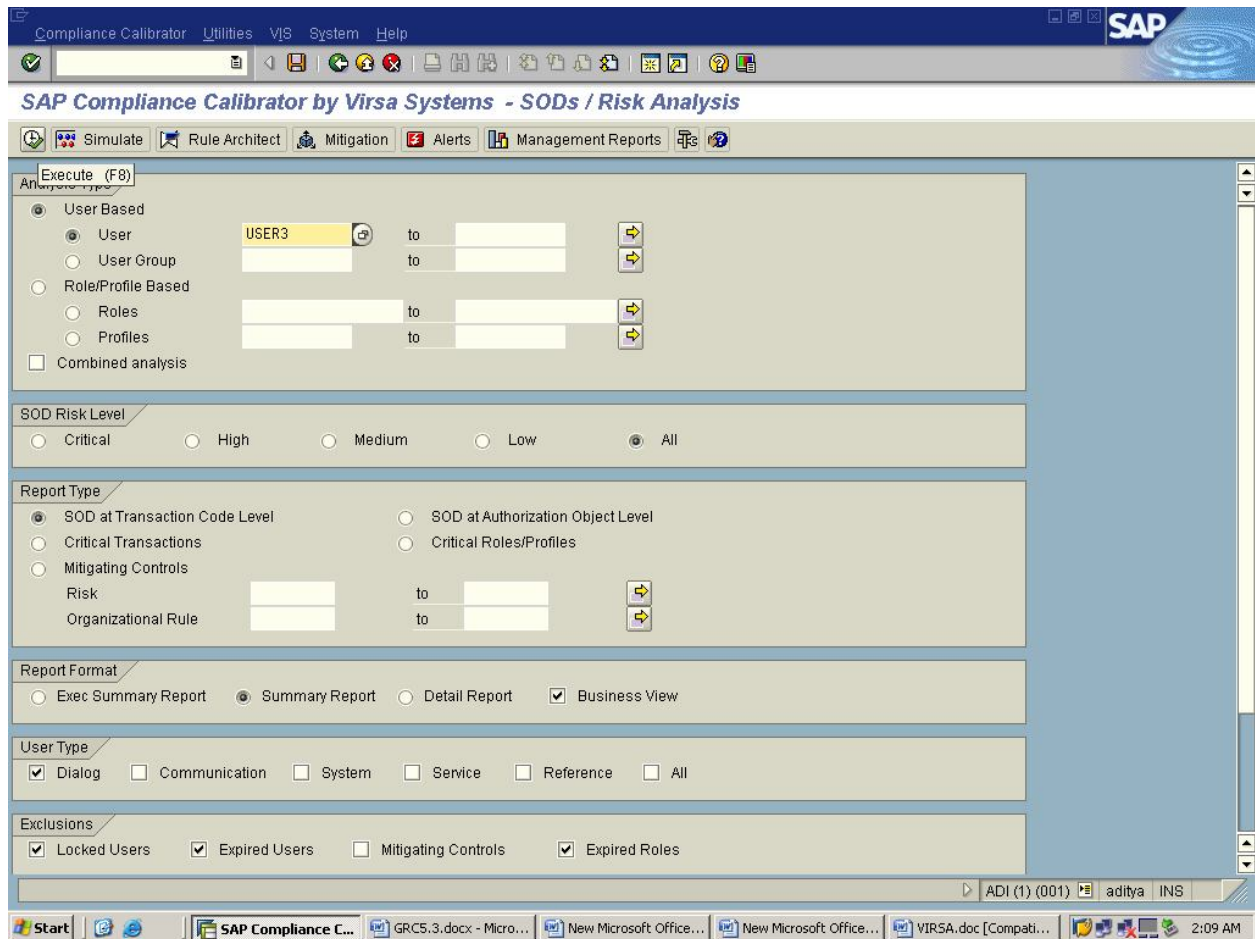 Compliance Calibrator Utilities VIS System Help
SAP
SAP Compliance Calibrator by Virsa Systems - SODs / Risk Analysis
Simulate Rule Architect Mitigation Alerts Management Reports
Execute (F8)
Analysis Type
User Based
User USER3 to
User Group to
Role/Profile Based
Roles to
Profiles to
Combined analysis
SOD Risk Level
Critical High Medium Low All
Report Type
SOD at Transaction Code Level SOD at Authorization Object Level
Critical Transactions Critical Roles/Profiles
Mitigating Controls
Risk to
Organizational Rule to
Report Format
Exec Summary Report Summary Report Detail Report Business View
User Type
Dialog Communication System Service Reference All
Exclusions
Locked Users Expired Users Mitigating Controls Expired Roles
ADI (1) (001) aditya INS
Start SAP Compliance C... GRC5.3.docx - Micro... New Microsoft Office... New Microsoft Office... VIRSA.doc [Compati... 2:09 AM